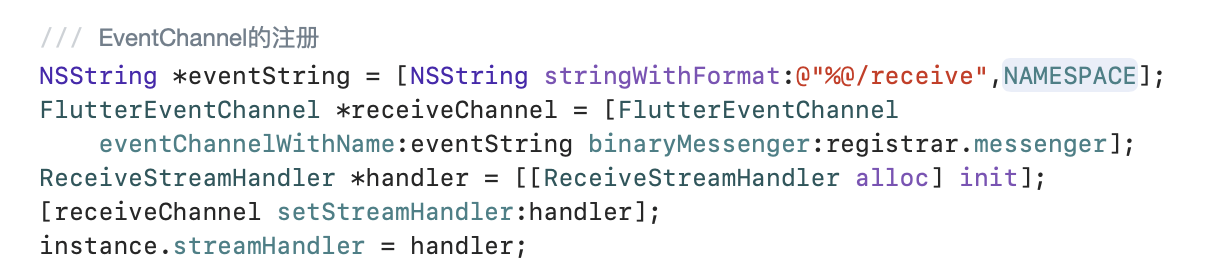 /// EventChannel的注册
NSString *eventString = [NSString stringWithFormat:@"%@/receive",NAMESPACE];
FlutterEventChannel *receiveChannel = [FlutterEventChannel
eventChannelWithName:eventString binaryMessenger:registrar.messenger];
ReceiveStreamHandler *handler = [[ReceiveStreamHandler alloc] init];
[receiveChannel setStreamHandler:handler];
instance.streamHandler = handler;